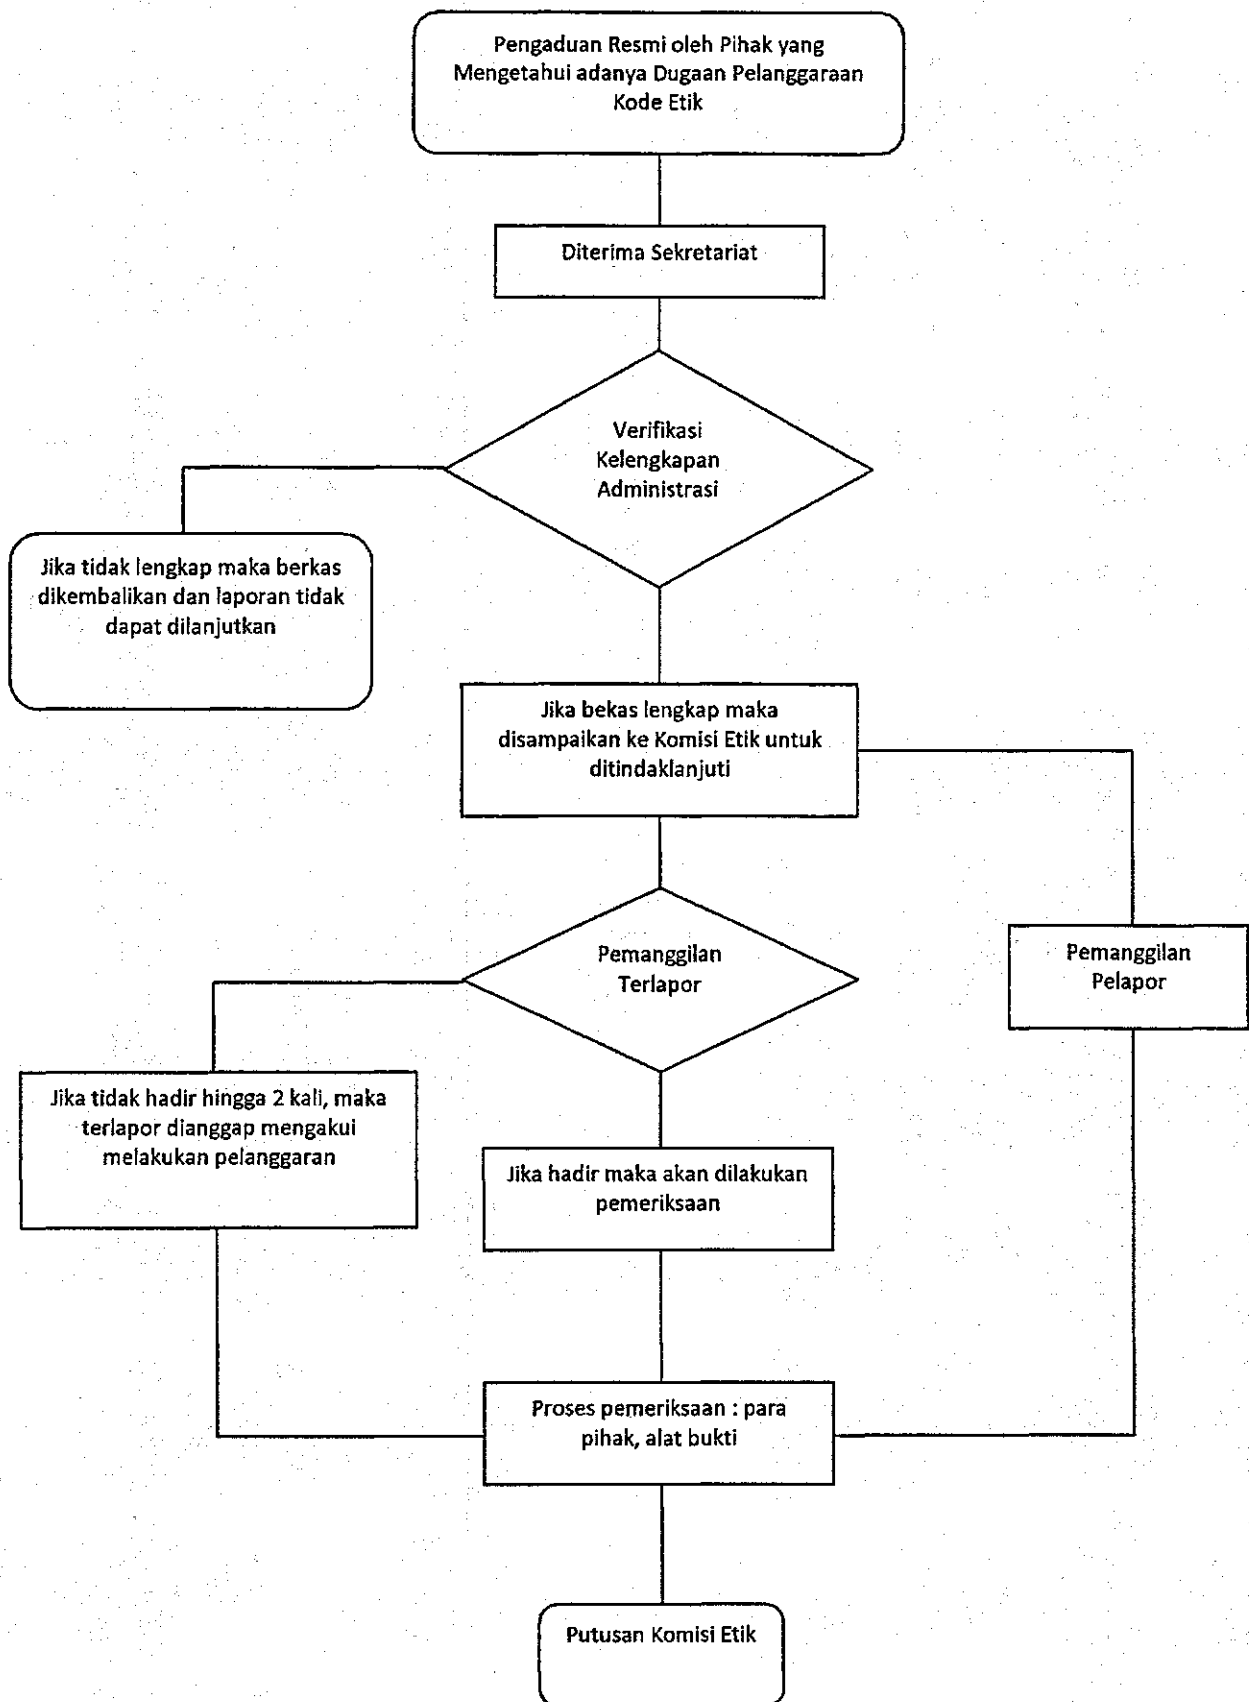 Pengaduan Resmi oleh Pihak yang
Mengetahui adanya Dugaan Pelanggaraan
Kode Etik
Diterima Sekretariat
Verifikasi
Kelengkapan
Administrasi
Jika tidak lengkap maka berkas
dikembalikan dan laporan tidak
dapat dilanjutkan
Jika bekas lengkap maka
disampaikan ke Komisi Etik untuk
ditindaklanjuti
Pemanggilan
Terlapor
Pemanggilan
Pelapor
Jika tidak hadir hingga 2 kali, maka
terlapor dianggap mengakui
melakukan pelanggaran
Jika hadir maka akan dilakukan
pemeriksaan
Proses pemeriksaan : para
pihak, alat bukti
Putusan Komisi Etik